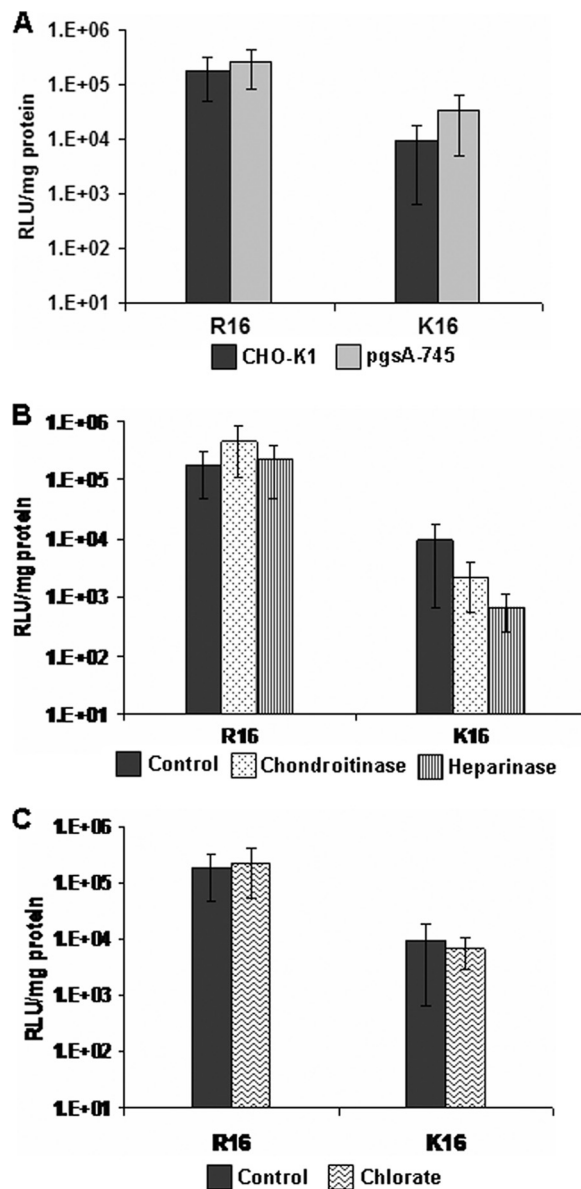 A
RLU/mg protein
1.E+06
1.E+05
1.E+04
1.E+03
1.E+02
1.E+01
R16 K16
CHO-K1 pgsA-745
B
RLU/mg protein
1.E+06
1.E+05
1.E+04
1.E+03
1.E+02
1.E+01
R16 K16
Control Chondroitinase Heparinase
C
RLU/mg protein
1.E+06
1.E+05
1.E+04
1.E+03
1.E+02
1.E+01
R16 K16
Control Chlorate